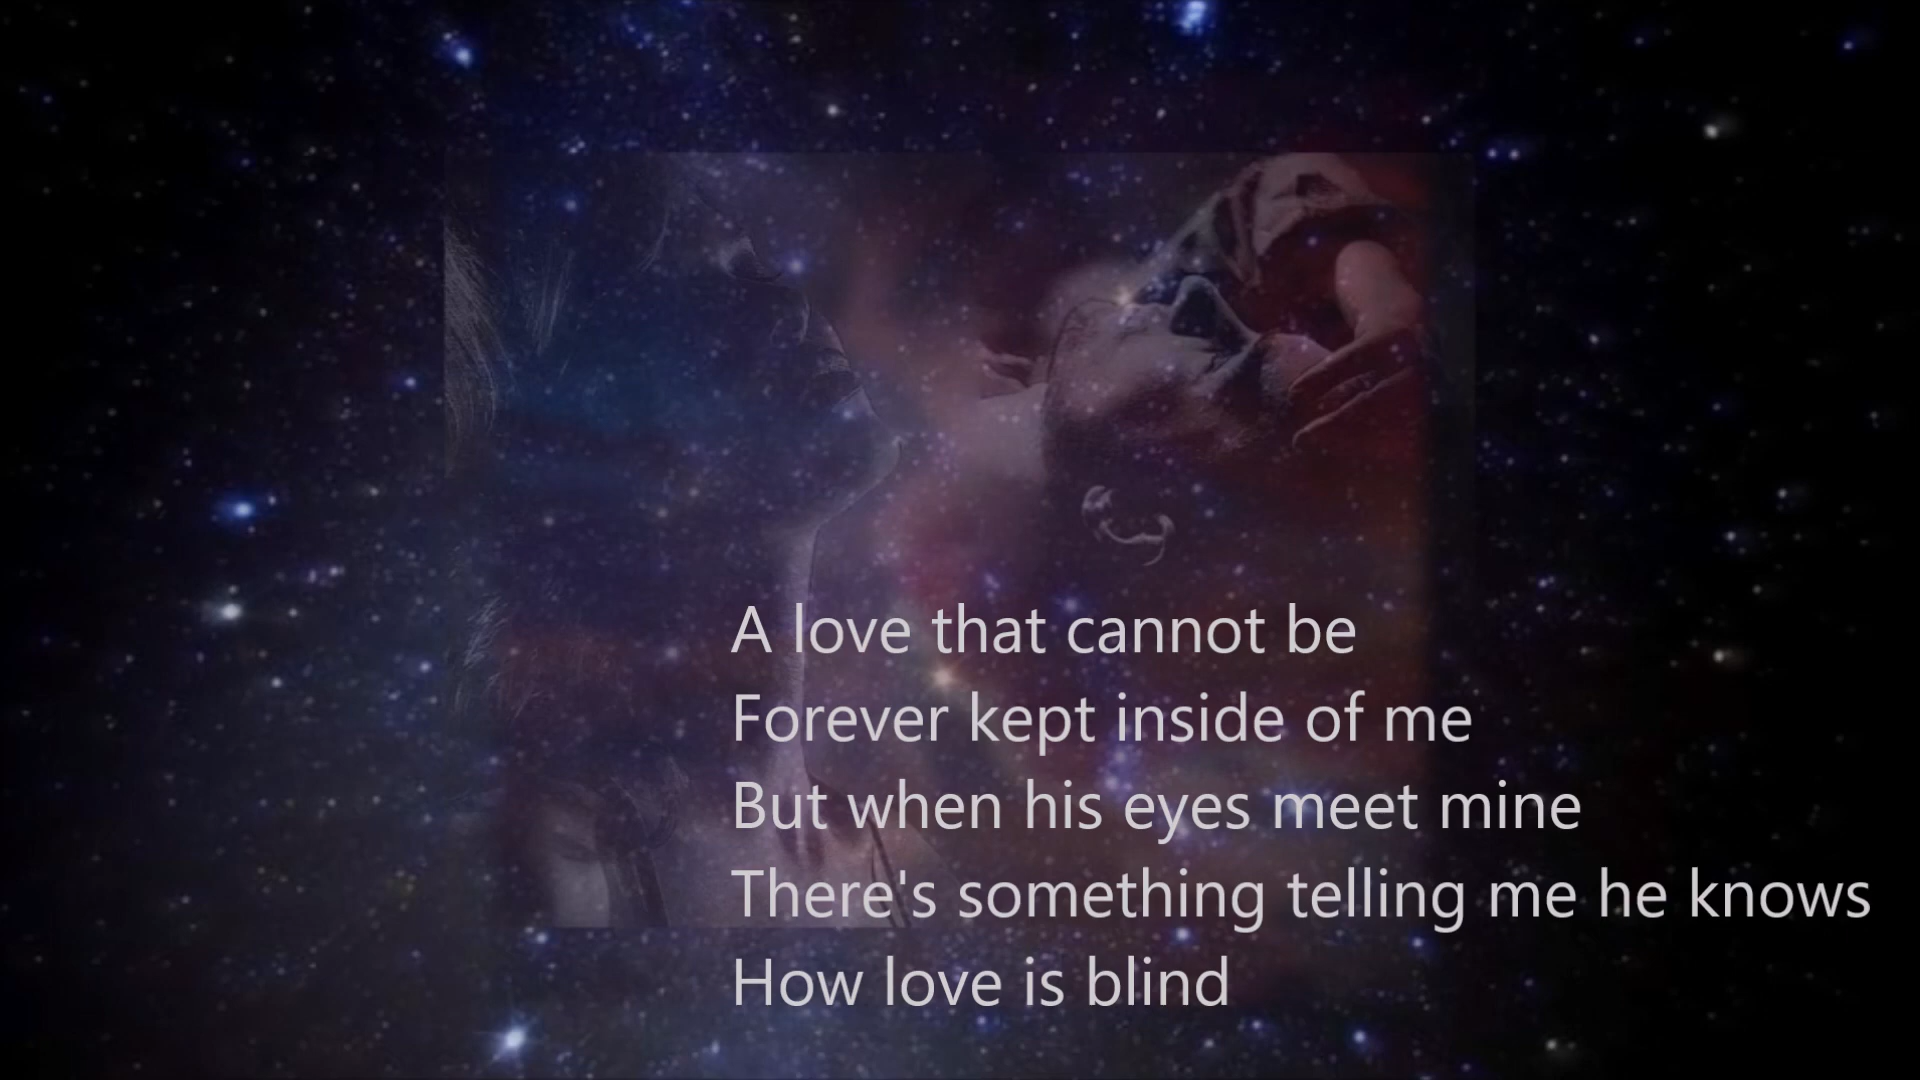 A love that cannot be
Forever kept inside of me
But when his eyes meet mine
There's something telling me he knows
How love is blind